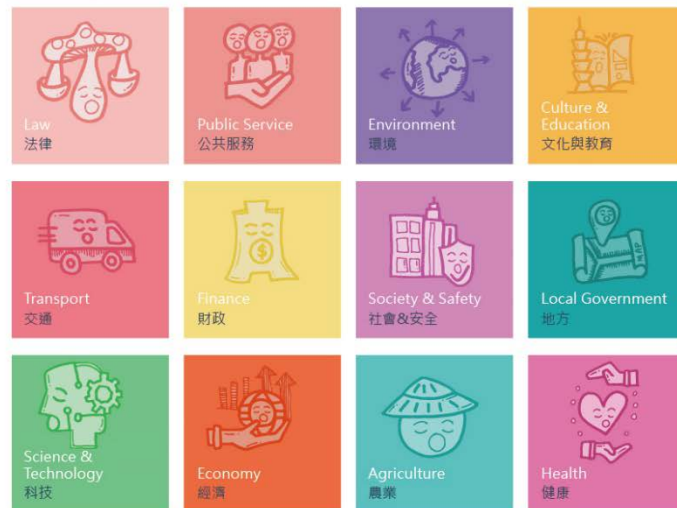 Law
法律
Public Service
公共服務
Environment
環境
Culture &
Education
文化與教育
Transport
交通
Finance
財政
Society & Safety
社會&安全
Local Government
地方
Science &
Technology
科技
Economy
經濟
Agriculture
農業
Health
健康
$
MAP